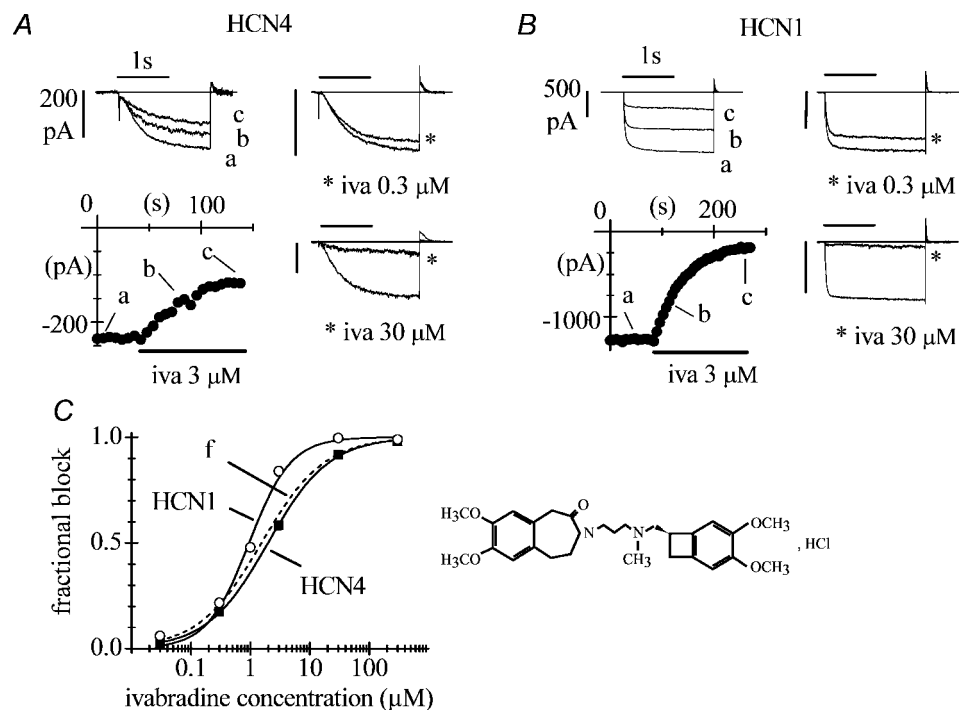 A
HCN4
1s
200
pA
c
b
a
*
* iva 0.3 μM
0
(s)
100
(pA)
a
b
c
-200
iva 3 μM
*
* iva 30 μM
B
HCN1
1s
500
pA
c
b
a
*
* iva 0.3 μM
0
(s)
200
(pA)
a
b
c
-1000
iva 3 μM
*
* iva 30 μM
C
1.0
0.5
0.0
fractional block
f
HCN1
HCN4
0.1
1
10
100
ivabradine concentration (μM)
H3CO
H3CO
O
N
N
CH3
OCH3
OCH3
, HCl